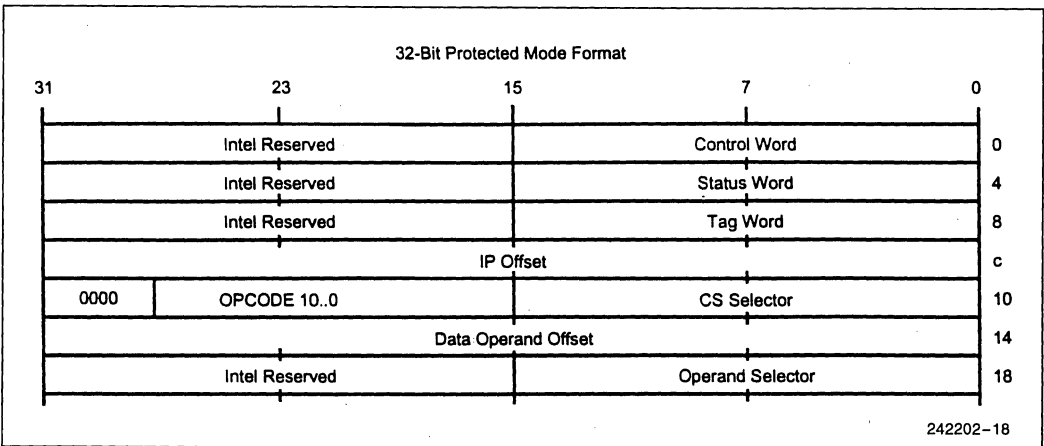 32-Bit Protected Mode Format
31 23 15 7 0
Intel Reserved Control Word 0
Intel Reserved Status Word 4
Intel Reserved Tag Word 8
IP Offset c
0000 OPCODE 10..0 CS Selector 10
Data Operand Offset 14
Intel Reserved Operand Selector 18
242202–18